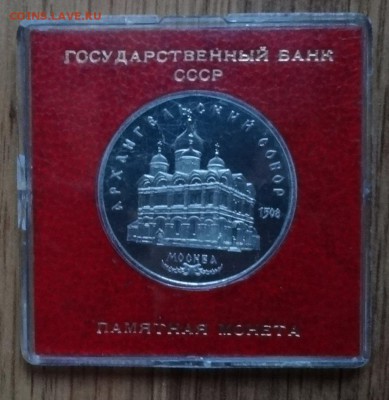 COINS.LAVE.RU
ГОСУДАРСТВЕННЫЙ БАНК
СССР
АРХАНГЕЛЬСКИЙ СОБОР
1508
МОСКВА
ПАМЯТНАЯ МОНЕТА